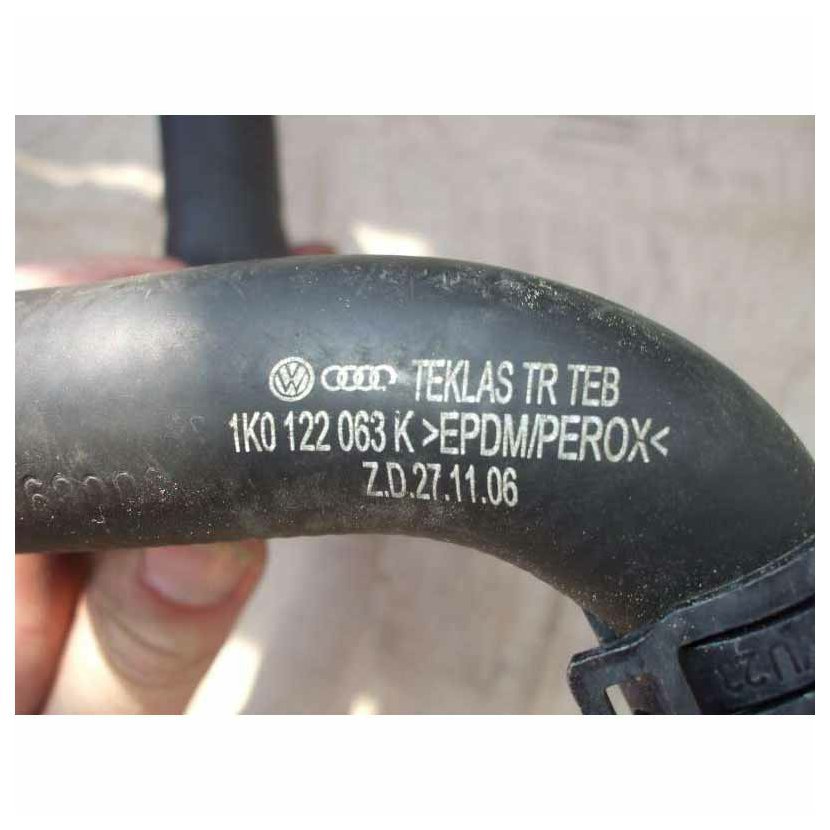 TEKLAS TR TEB
1K0 122 063 K >EPDM/PEROX<
Z.D.27.11.06